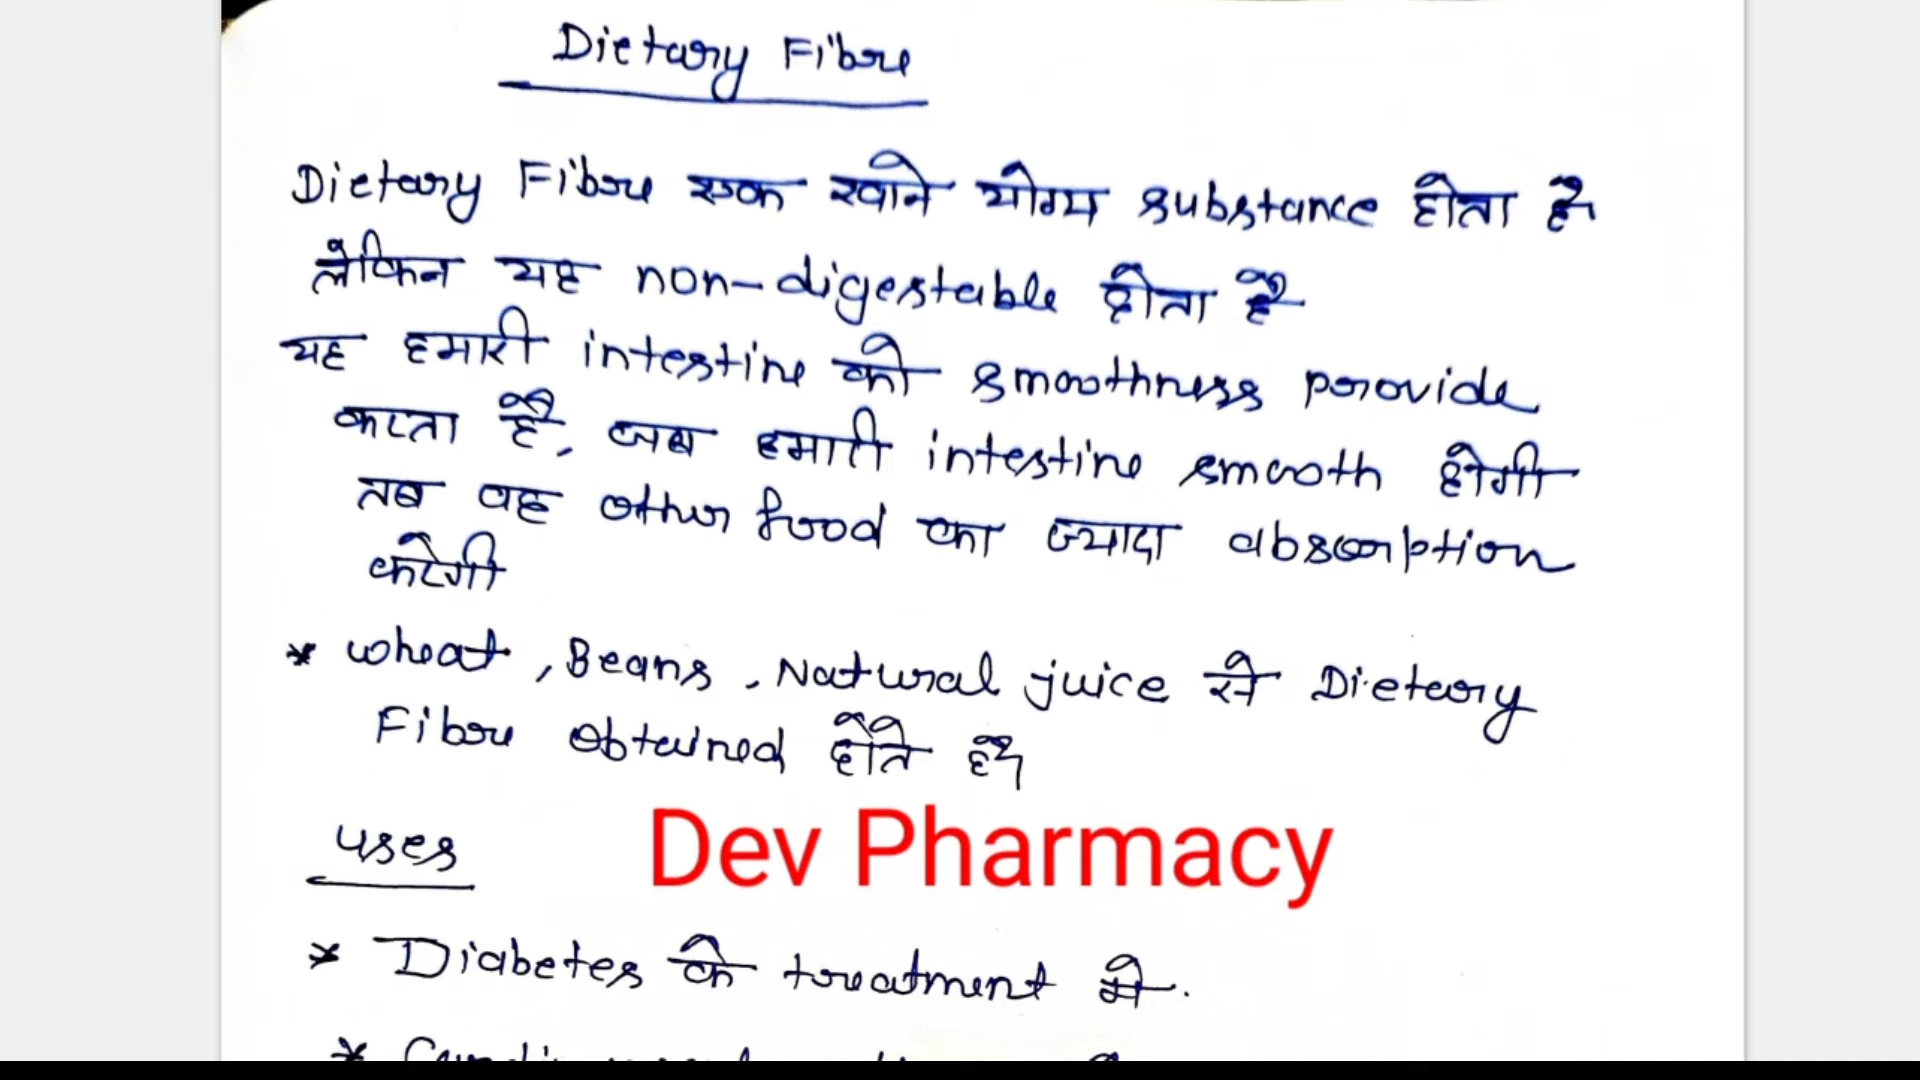 Dietary Fibre
Dietary Fibre एक खाने योग्य substance होता है
लेकिन यह non-digestable होता है
यह हमारी intestine को smoothness provide
करता है, जब हमारी intestine smooth होगी
तब वह other food का ज्यादा absorption
करेगी
* wheat, Beans, Natural juice से Dietary
Fibre obtained होते हैं
Dev Pharmacy
uses
* Diabetes के treatment में.
*